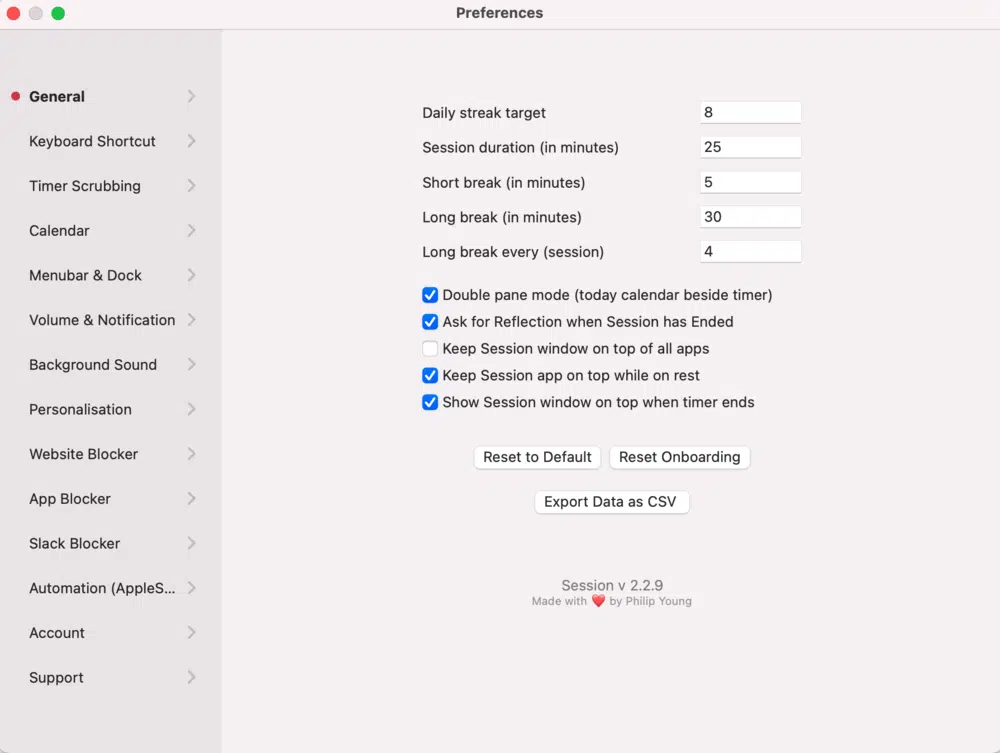 Preferences
General
Keyboard Shortcut
Timer Scrubbing
Calendar
Menubar & Dock
Volume & Notification
Background Sound
Personalisation
Website Blocker
App Blocker
Slack Blocker
Automation (AppleS...
Account
Support
Daily streak target 8
Session duration (in minutes) 25
Short break (in minutes) 5
Long break (in minutes) 30
Long break every (session) 4
Double pane mode (today calendar beside timer)
Ask for Reflection when Session has Ended
Keep Session window on top of all apps
Keep Session app on top while on rest
Show Session window on top when timer ends
Reset to Default Reset Onboarding
Export Data as CSV
Session v 2.2.9
Made with ❤️ by Philip Young